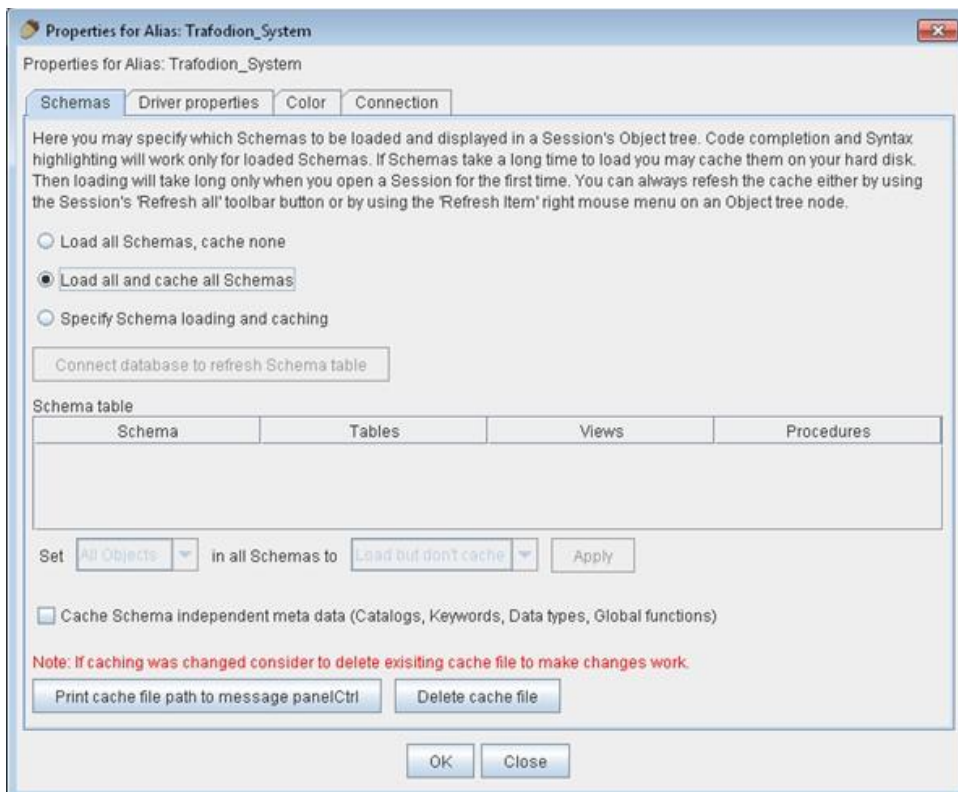 Properties for Alias: Trafodion_System
Properties for Alias: Trafodion_System
Schemas Driver properties Color Connection
Here you may specify which Schemas to be loaded and displayed in a Session's Object tree. Code completion and Syntax
highlighting will work only for loaded Schemas. If Schemas take a long time to load you may cache them on your hard disk.
Then loading will take long only when you open a Session for the first time. You can always refesh the cache either by using
the Session's 'Refresh all' toolbar button or by using the 'Refresh Item' right mouse menu on an Object tree node.
Load all Schemas, cache none
Load all and cache all Schemas
Specify Schema loading and caching
Connect database to refresh Schema table
Schema table
Schema Tables Views Procedures
Set All Objects in all Schemas to Load but don't cache Apply
Cache Schema independent meta data (Catalogs, Keywords, Data types, Global functions)
Note: If caching was changed consider to delete exisiting cache file to make changes work.
Print cache file path to message panelCtrl Delete cache file
OK Close